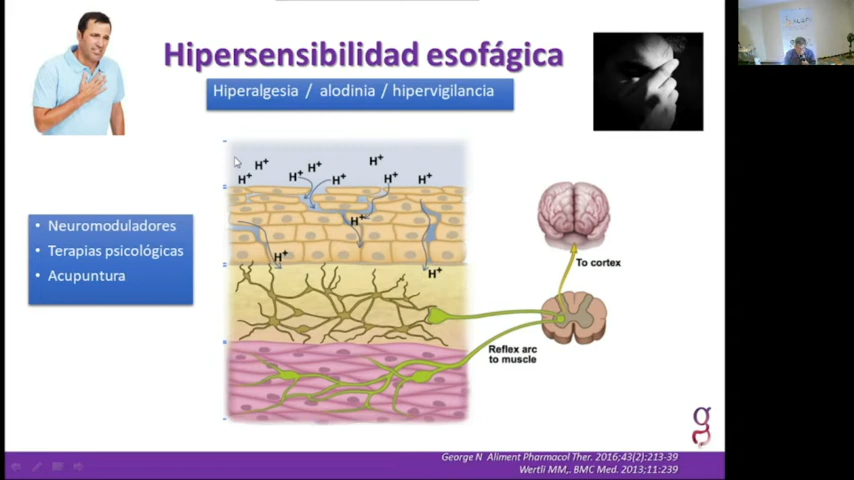 Hipersensibilidad esofágica
Hiperalgesia / alodinia / hipervigilancia
H⁺
H⁺
H⁺
H⁺
H⁺
H⁺
H⁺
H⁺
H⁺
H⁺
H⁺
• Neuromoduladores
• Terapias psicológicas
• Acupuntura
To cortex
Reflex arc
to muscle
George N Aliment Pharmacol Ther. 2016;43(2):213-39
Wertli MM,. BMC Med. 2013;11:239